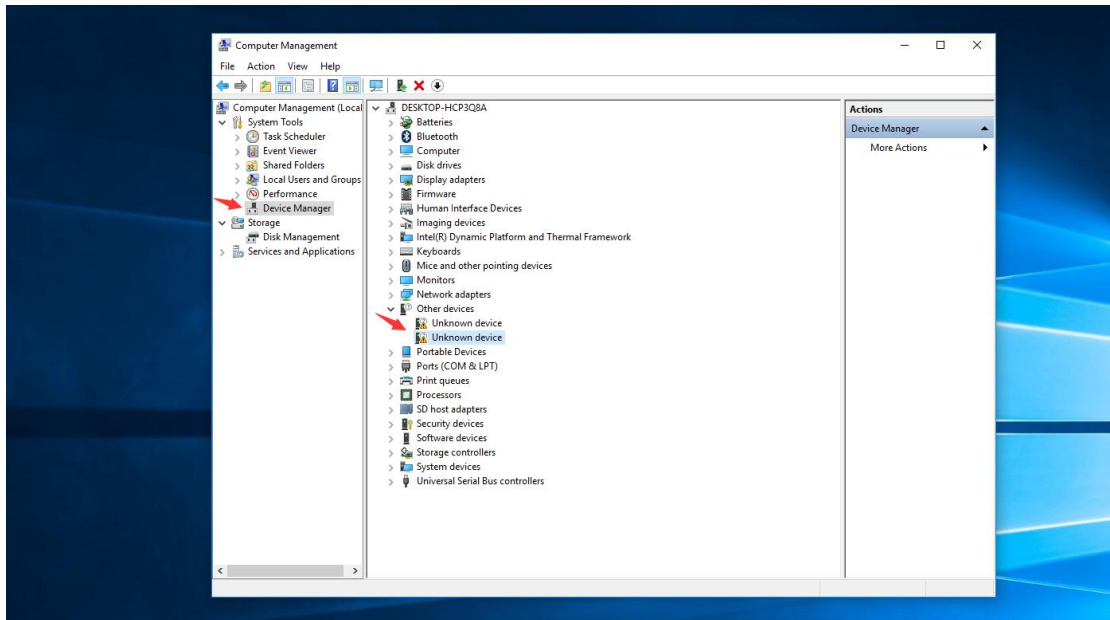 Computer Management
File Action View Help
Computer Management (Local
System Tools
Task Scheduler
Event Viewer
Shared Folders
Local Users and Groups
Performance
Device Manager
Storage
Disk Management
Services and Applications
DESKTOP-HCP3Q8A
Batteries
Bluetooth
Computer
Disk drives
Display adapters
Firmware
Human Interface Devices
Imaging devices
Intel(R) Dynamic Platform and Thermal Framework
Keyboards
Mice and other pointing devices
Monitors
Network adapters
Other devices
Unknown device
Unknown device
Portable Devices
Ports (COM & LPT)
Print queues
Processors
SD host adapters
Security devices
Software devices
Storage controllers
System devices
Universal Serial Bus controllers
Actions
Device Manager
More Actions